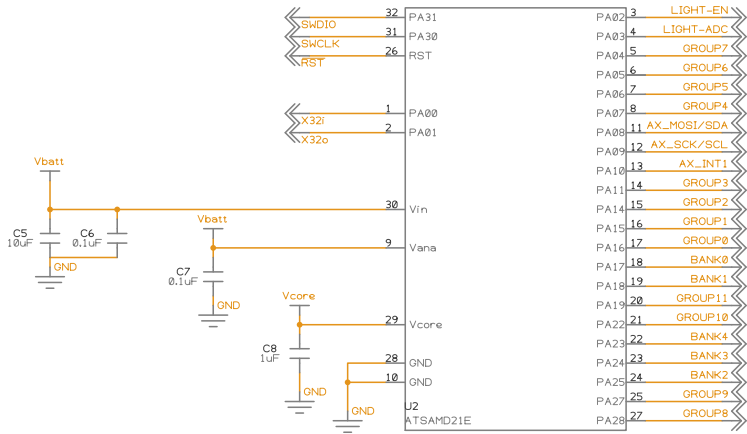 32 PA31 PA02 3 LIGHT-EN
SWDIO
31 PA30 PA03 4 LIGHT-ADC
SWCLK
26 RST PA04 5 GROUP7
RST
PA05 6 GROUP6
PA06 7 GROUP5
1 PA00 PA07 8 GROUP4
X32i
2 PA01 PA08 11 AX_MOSI/SDA
X32o
PA09 12 AX_SCK/SCL
Vbatt
PA10 13 AX_INT1
PA11 14 GROUP3
30 Vin PA14 15 GROUP2
C5 10uF
C6 0.1uF
GND
Vbatt
PA15 16 GROUP1
9 Vana PA16 17 GROUP0
C7 0.1uF
GND
PA17 18 BANK0
PA18 19 BANK1
Vcore
PA19 20 GROUP11
29 Vcore PA22 21 GROUP10
C8 1uF
GND
PA23 22 BANK4
28 GND PA24 23 BANK3
10 GND PA25 24 BANK2
GND
PA27 25 GROUP9
U2
ATSAMD21E PA28 27 GROUP8